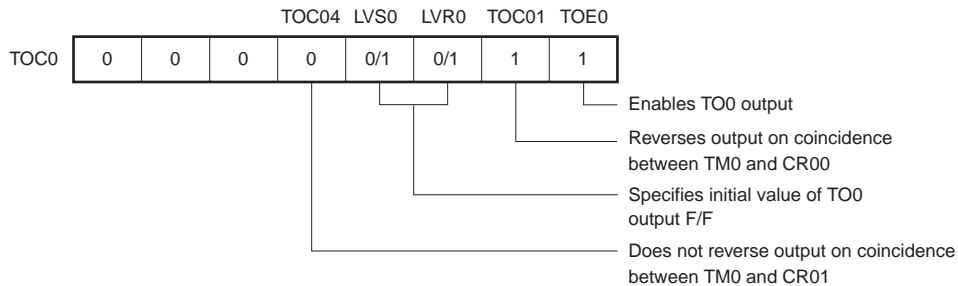 TOC04 LVS0 LVR0 TOC01 TOE0
TOC0 0 0 0 0 0/1 0/1 1 1
Enables TO0 output
Reverses output on coincidence
between TM0 and CR00
Specifies initial value of TO0
output F/F
Does not reverse output on coincidence
between TM0 and CR01